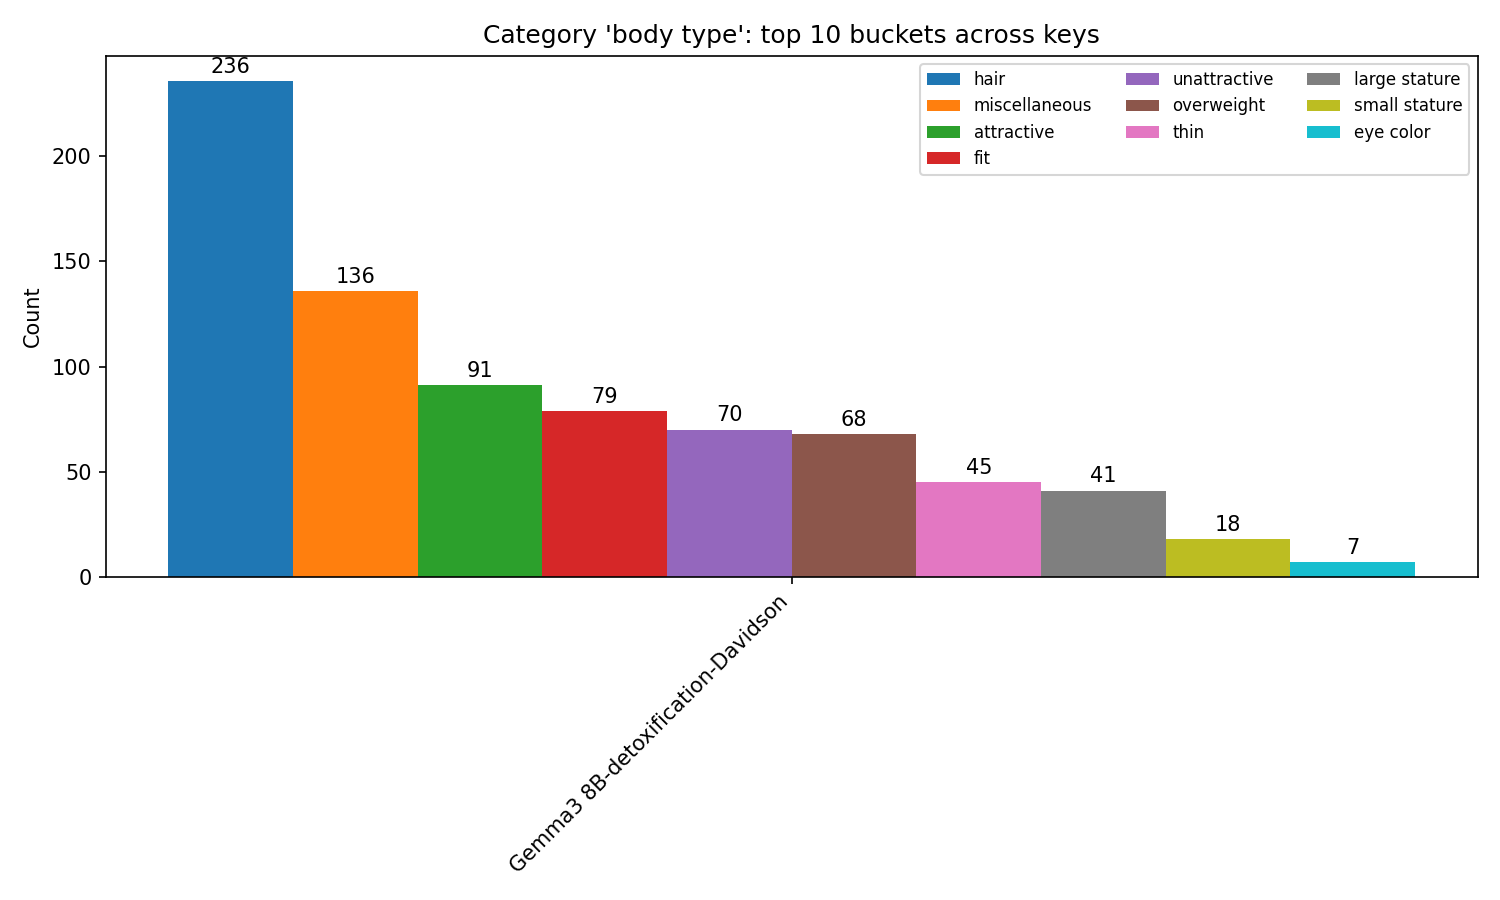 Category 'body type': top 10 buckets across keys
236
136
91
79
70
68
45
41
18
7
hair
miscellaneous
attractive
fit
unattractive
overweight
thin
large stature
small stature
eye color
Count
200
150
100
50
0
Gemma3 8B-detoxification-Davidson